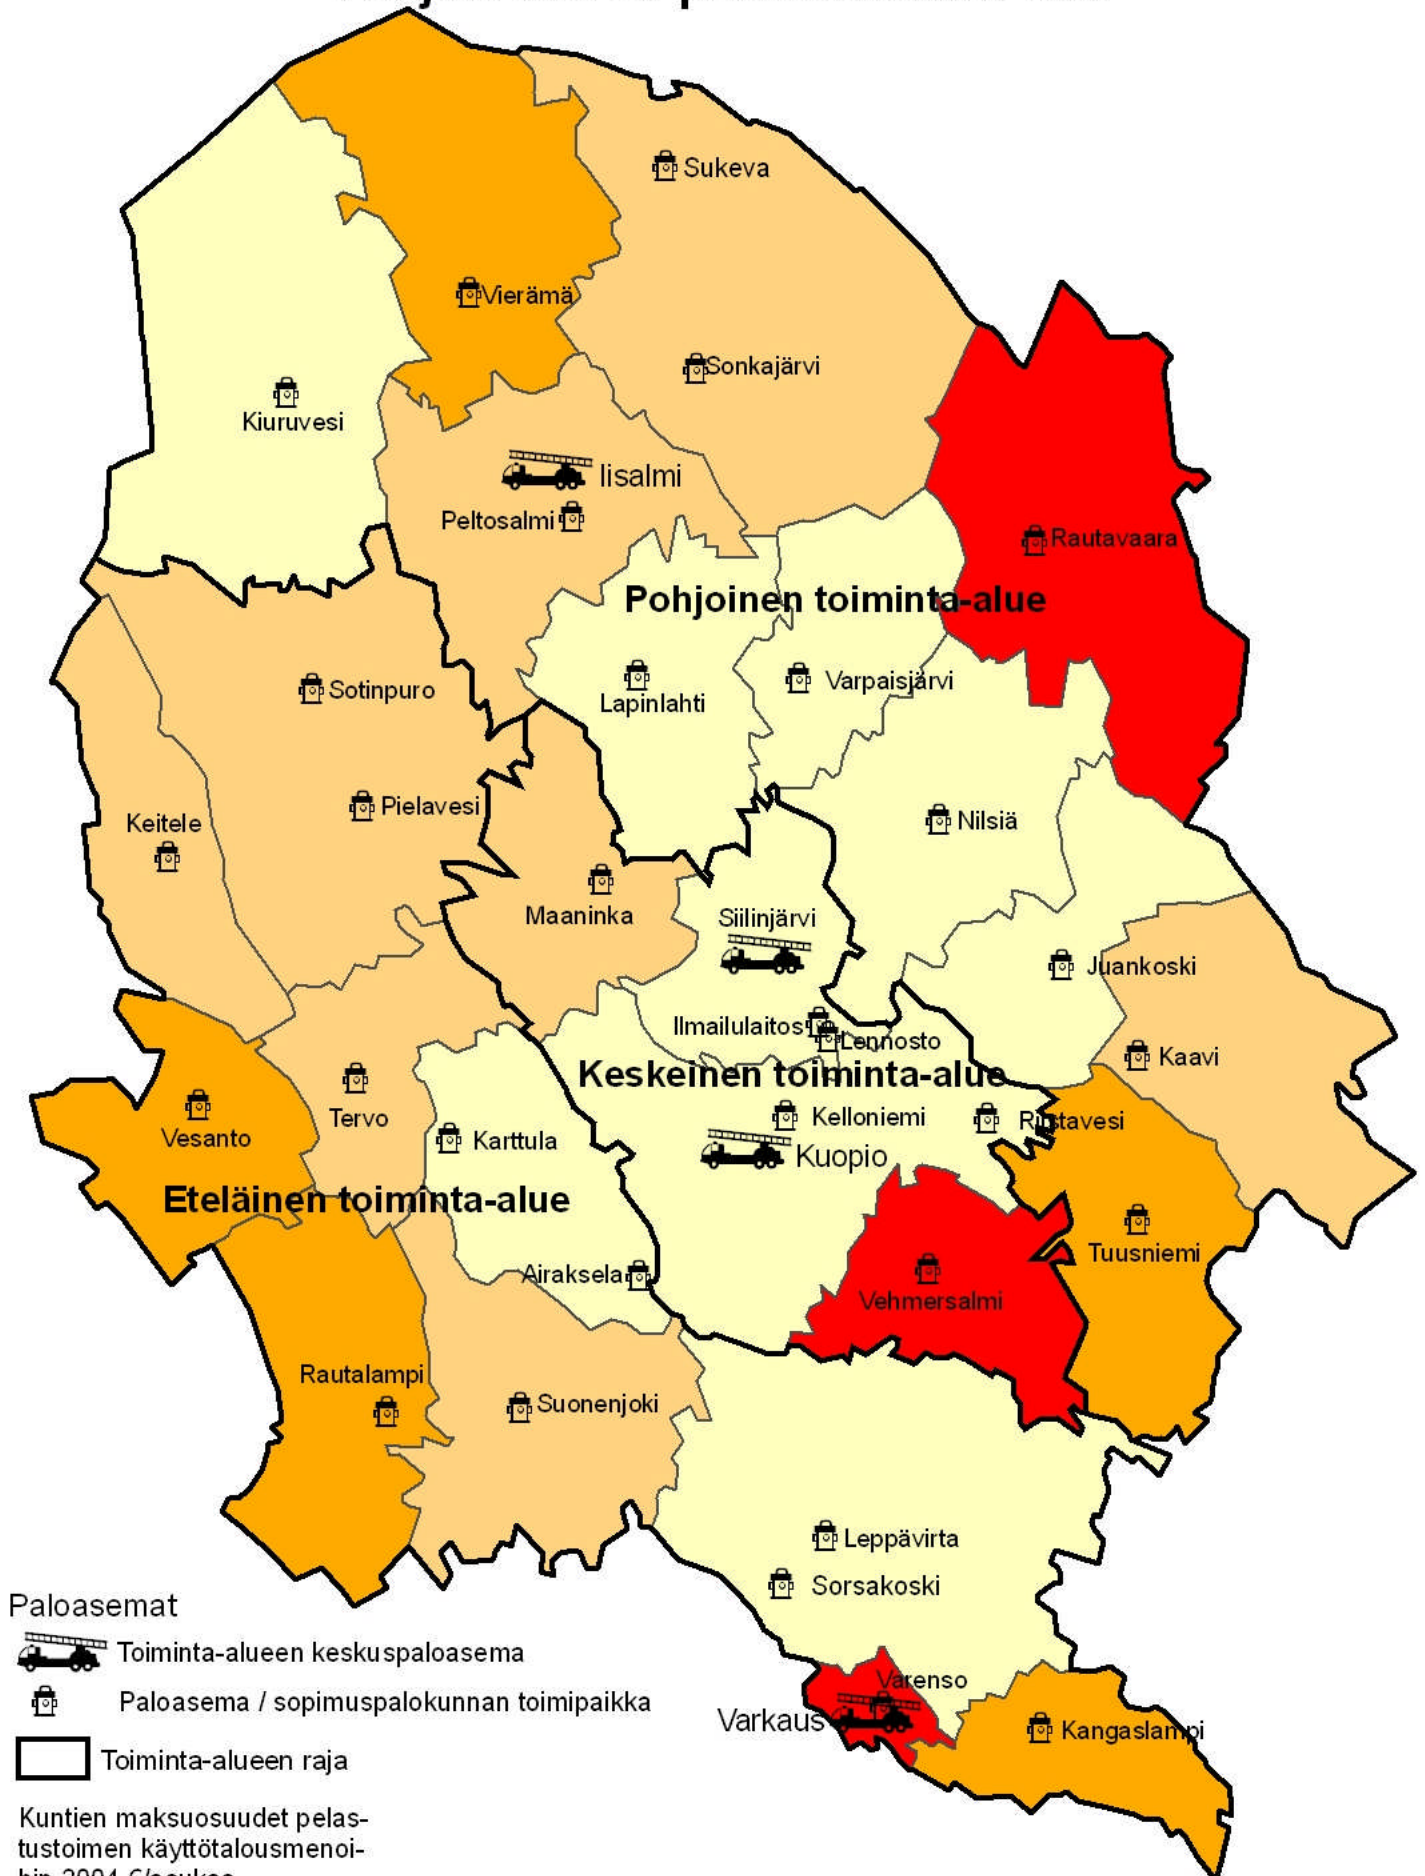 Sukeva
Vierämä
Sonkajärvi
Kiuruvesi
Iisalmi
Peltosalmi
Rautavaara
Pohjoinen toiminta-alue
Sotinpuro
Lapinlahti
Varpaisjärvi
Pielavesi
Keitele
Nilsiä
Maaninka
Siilinjärvi
Juankoski
Ilmailulaitos
Lennosto
Kaavi
Keskeinen toiminta-alue
Tervo
Vesanto
Karttula
Kelloniemi
Riistavesi
Kuopio
Eteläinen toiminta-alue
Tuusniemi
Airaksela
Vehmersalmi
Rautalampi
Suonenjoki
Leppävirta
Sorsakoski
Varenso
Varkaus
Kangaslampi
Paloasemat
Toiminta-alueen keskuspaloasema
Paloasema / sopimuspalokunnan toimipaikka
Toiminta-alueen raja
Kuntien maksuosuudet pelas-
tustoimen käyttötalousmenoi-